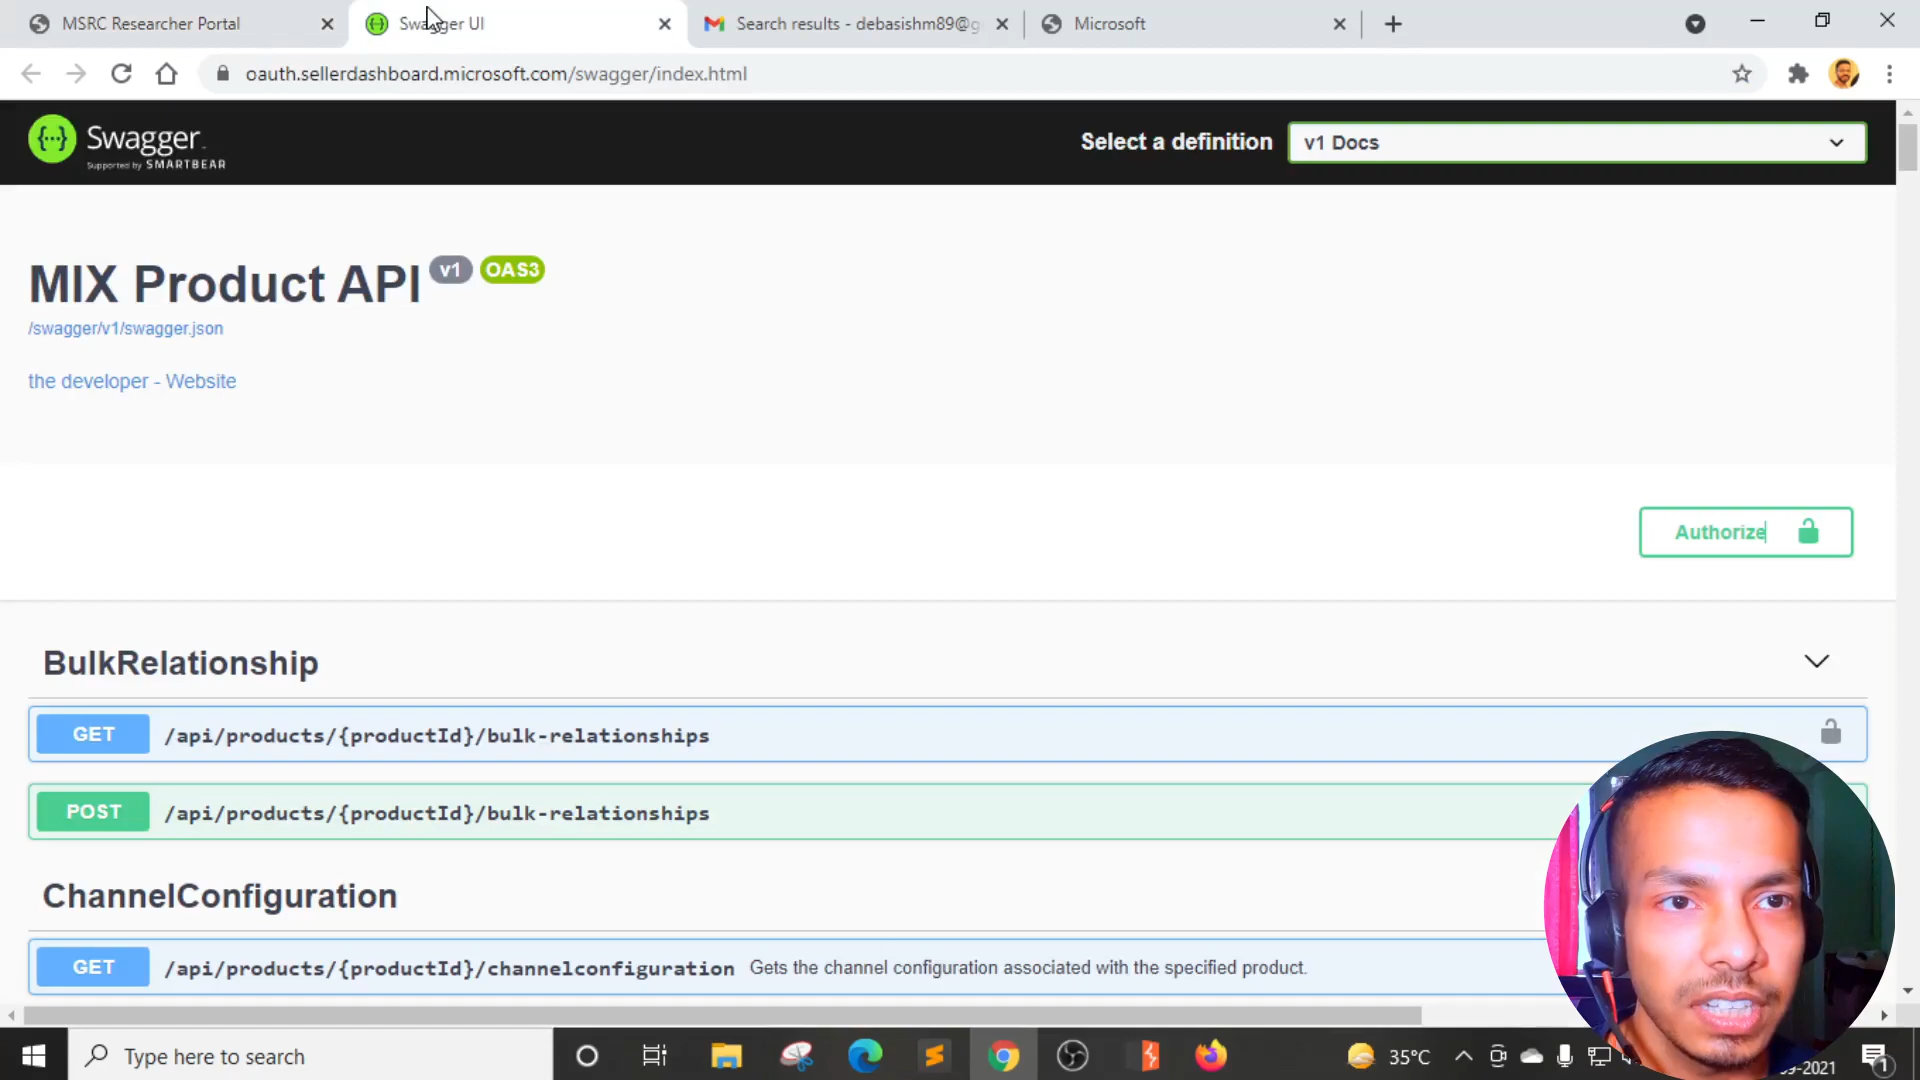 MSRC Researcher Portal
Swagger UI
Search results - debasishm89@g
Microsoft
oauth.sellerdashboard.microsoft.com/swagger/index.html
Swagger
Supported by SMARTBEAR
Select a definition
v1 Docs
MIX Product API v1 OAS3
/swagger/v1/swagger.json
the developer - Website
Authorize
BulkRelationship
GET /api/products/{productId}/bulk-relationships
POST /api/products/{productId}/bulk-relationships
ChannelConfiguration
GET /api/products/{productId}/channelconfiguration Gets the channel configuration associated with the specified product.
Type here to search
35°C
-2021
1